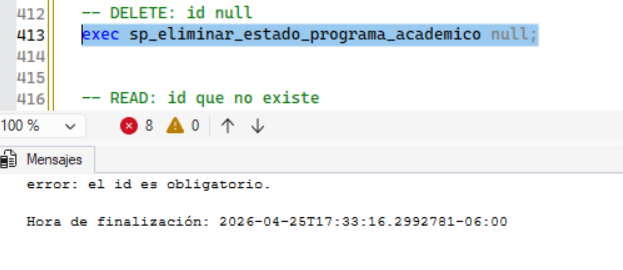 412 -- DELETE: id null
413 exec sp_eliminar_estado_programa_academico null;
414
415
416 -- READ: id que no existe
100 % 8 0
Mensajes
error: el id es obligatorio.
Hora de finalización: 2026-04-25T17:33:16.2992781-06:00